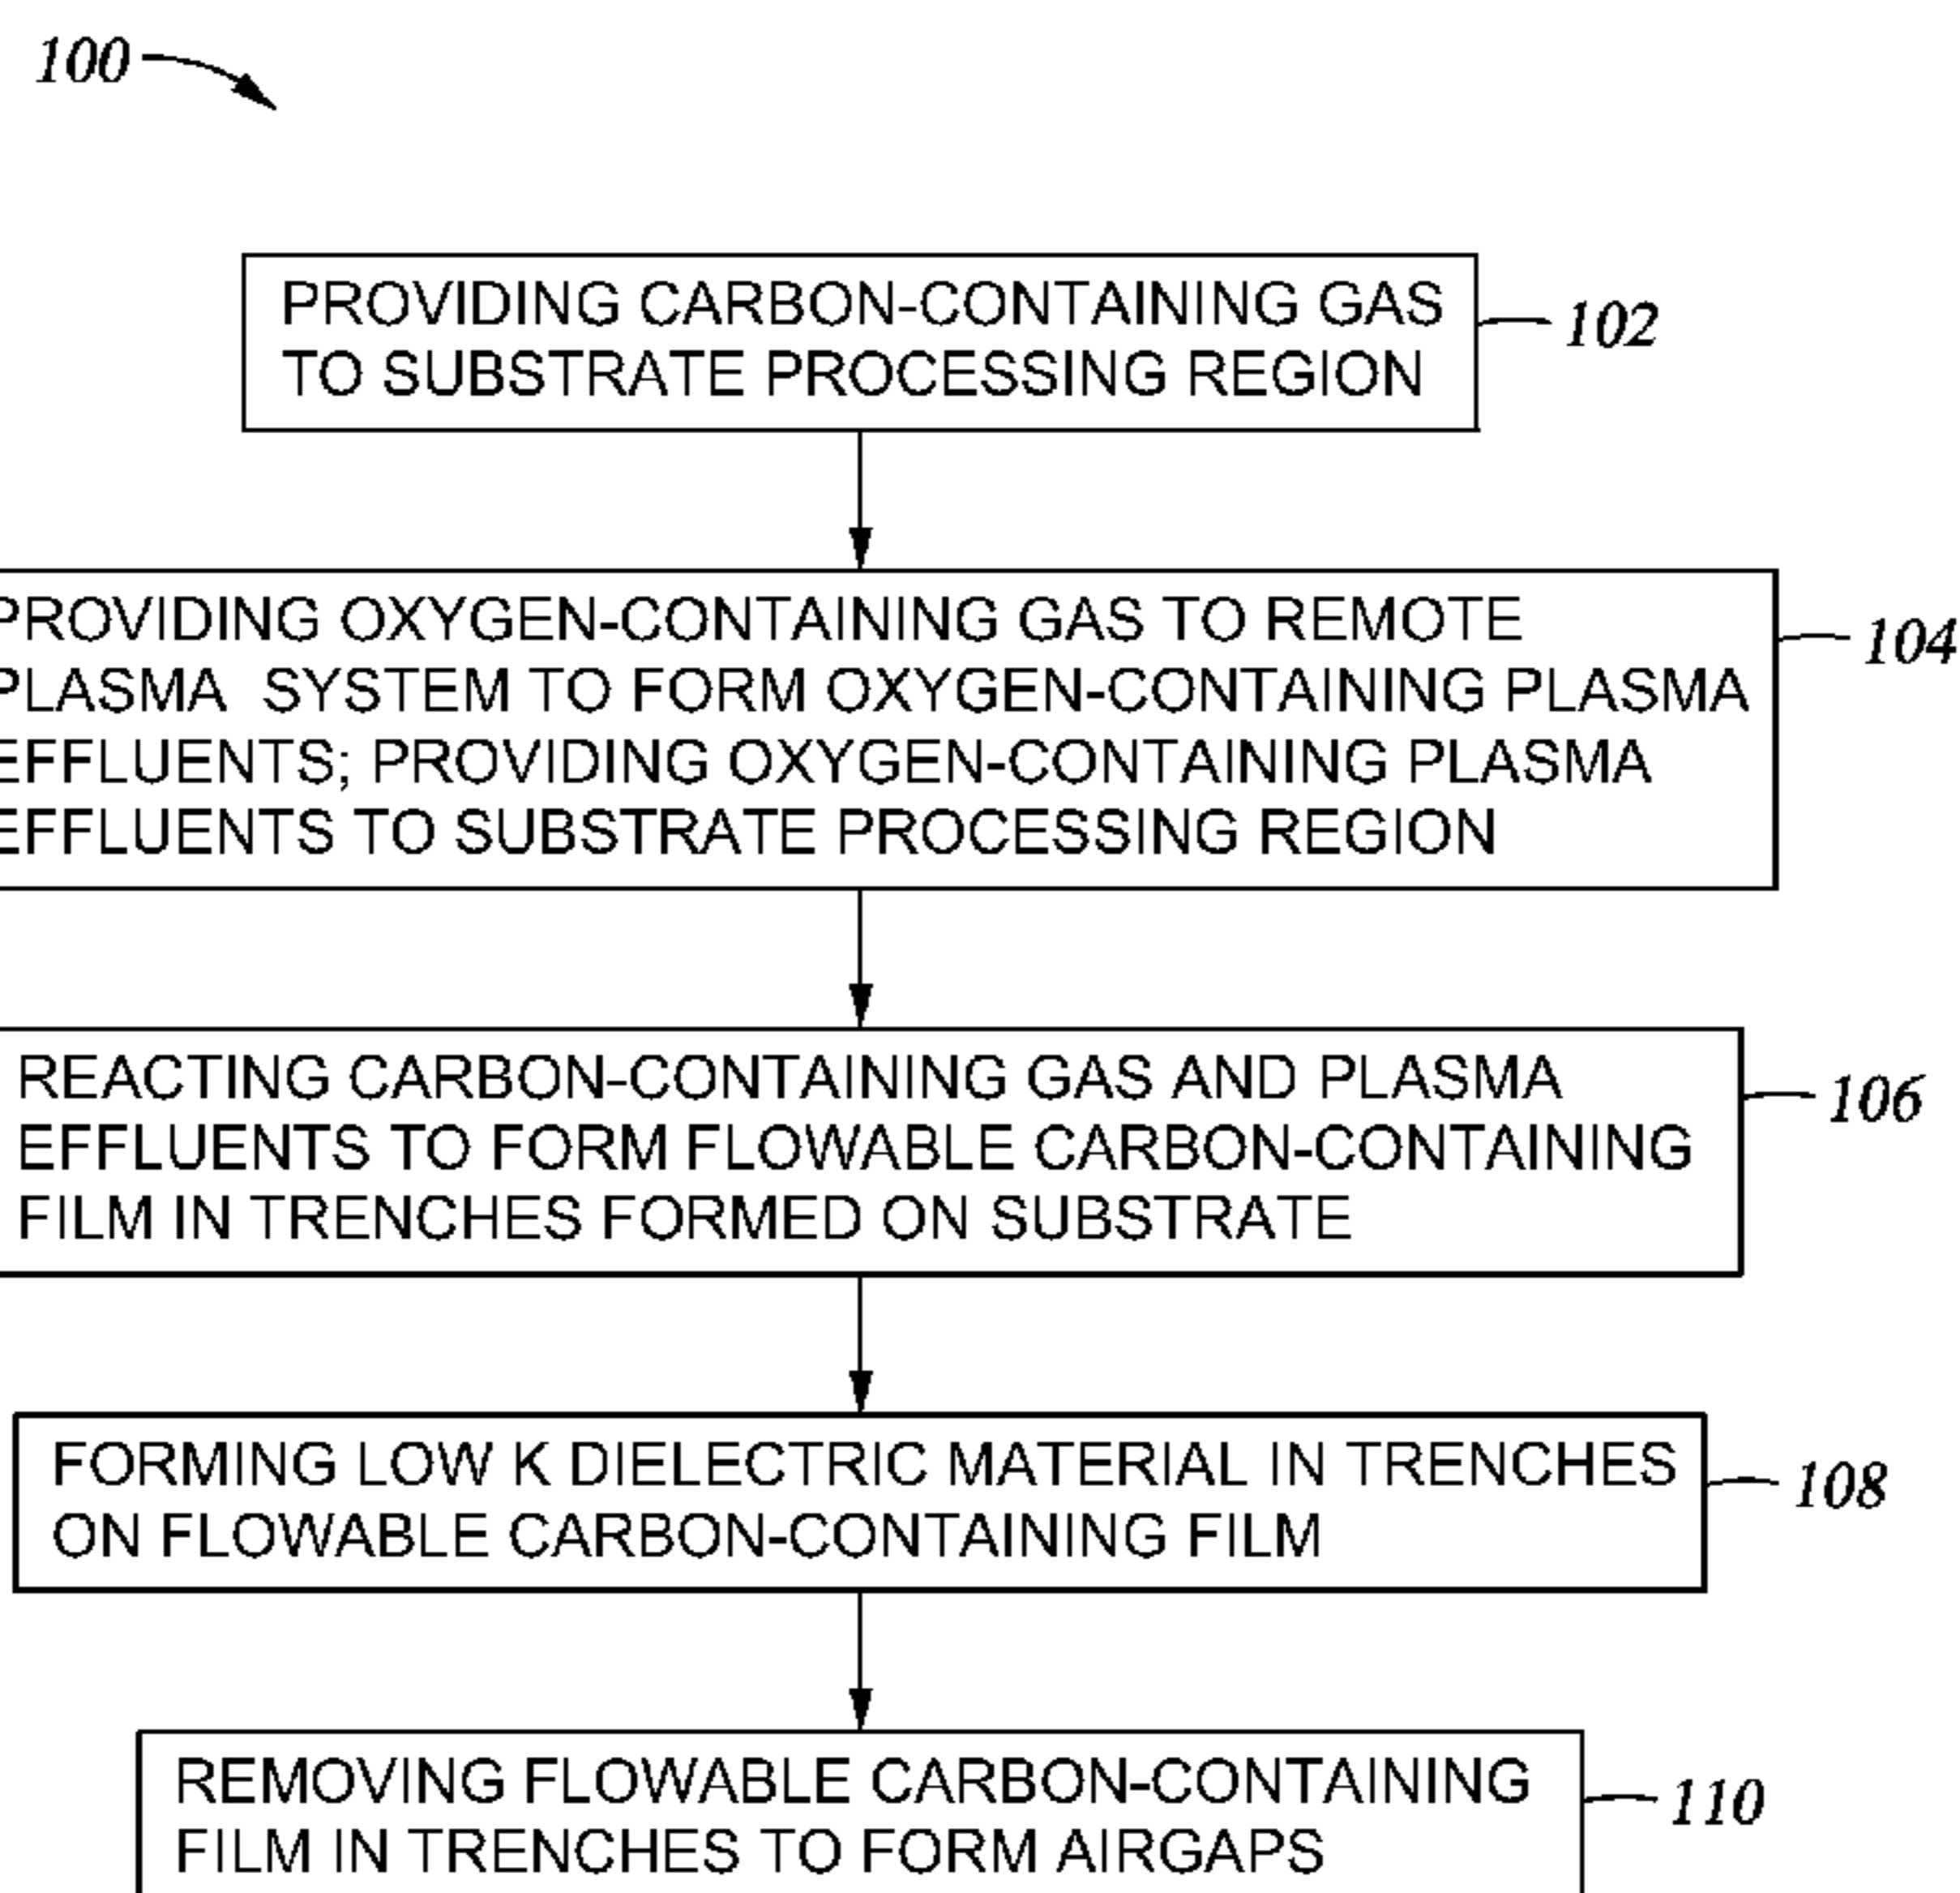 100
PROVIDING CARBON-CONTAINING GAS
TO SUBSTRATE PROCESSING REGION
102
PROVIDING OXYGEN-CONTAINING GAS TO REMOTE
PLASMA SYSTEM TO FORM OXYGEN-CONTAINING PLASMA
EFFLUENTS; PROVIDING OXYGEN-CONTAINING PLASMA
EFFLUENTS TO SUBSTRATE PROCESSING REGION
104
REACTING CARBON-CONTAINING GAS AND PLASMA
EFFLUENTS TO FORM FLOWABLE CARBON-CONTAINING
FILM IN TRENCHES FORMED ON SUBSTRATE
106
FORMING LOW K DIELECTRIC MATERIAL IN TRENCHES
ON FLOWABLE CARBON-CONTAINING FILM
108
REMOVING FLOWABLE CARBON-CONTAINING
FILM IN TRENCHES TO FORM AIRGAPS
110